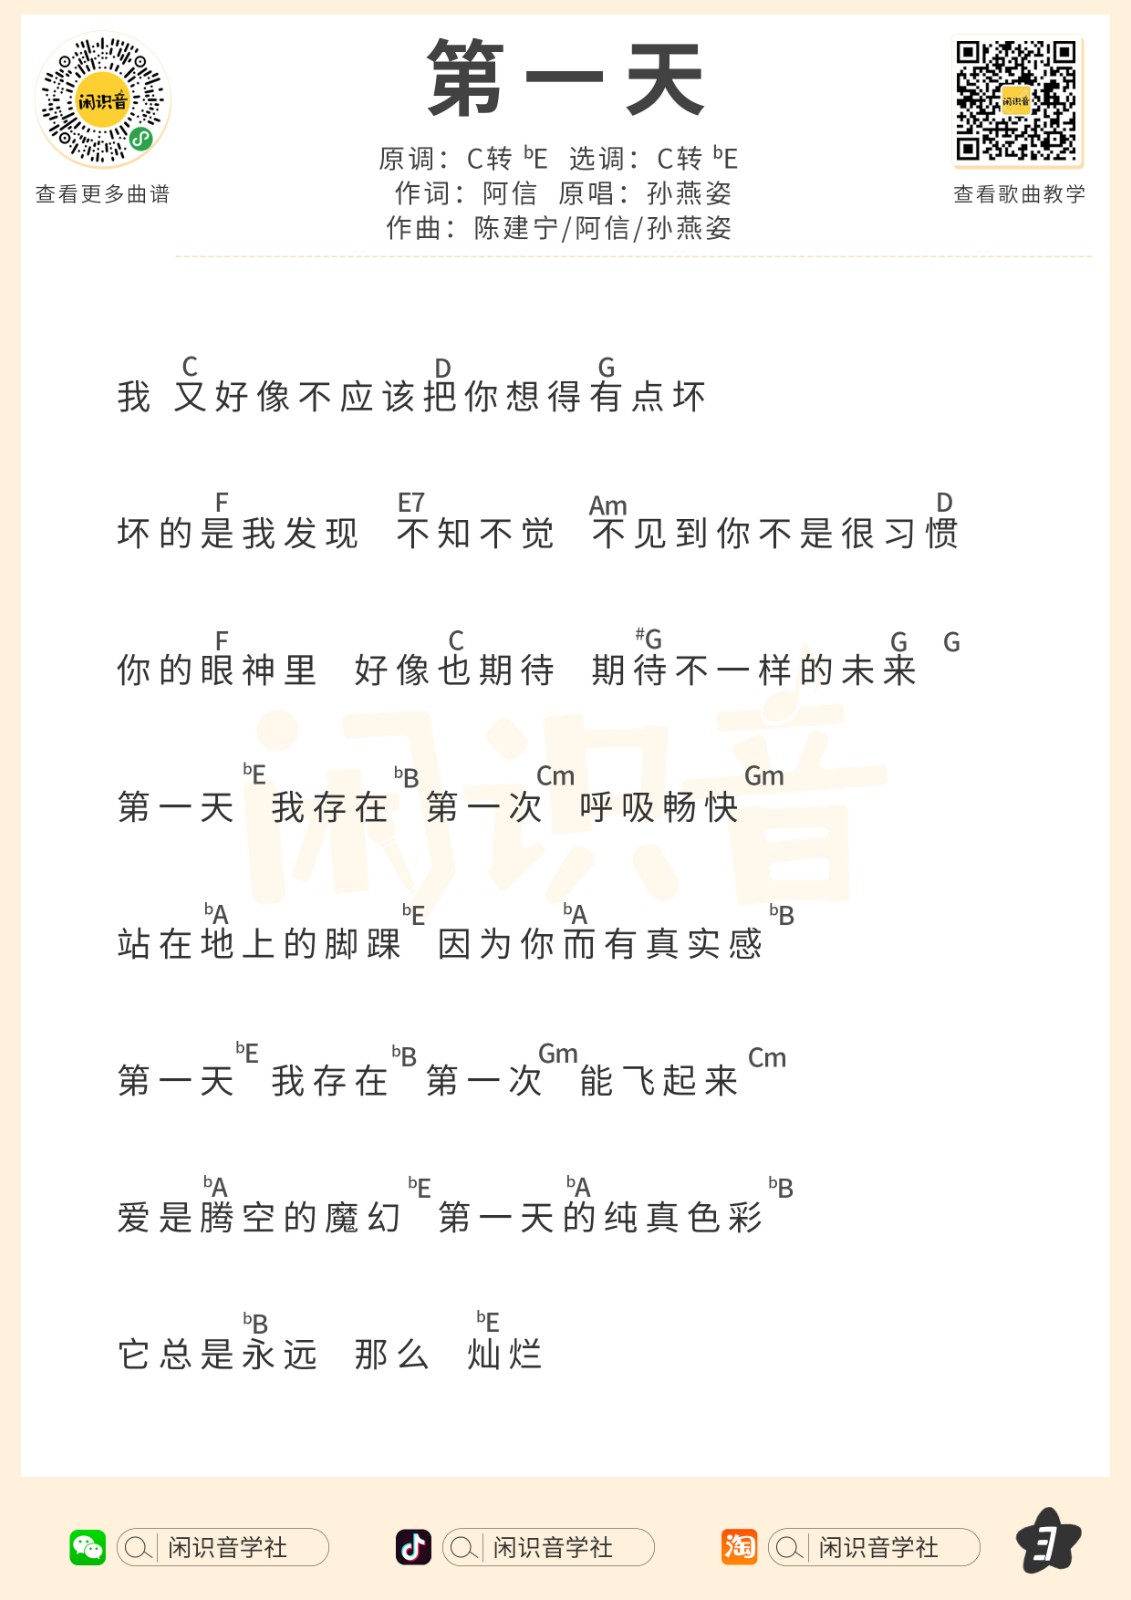 第一天
闲识音
闲识音
查看更多曲谱
查看歌曲教学
原调：C转 ᵇE 选调：C转 ᵇE
作词：阿信 原唱：孙燕姿
作曲：陈建宁/阿信/孙燕姿
C D G
我 又好像不应该把你想得有点坏
F E7 Am D
坏的是我发现 不知不觉 不见到你不是很习惯
F C #G G G
你的眼神里 好像也期待 期待不一样的未来
闲识音
ᵇE ᵇB Cm Gm
第一天 我存在 第一次 呼吸畅快
ᵇA ᵇE ᵇA ᵇB
站在地上的脚踝 因为你而有真实感
ᵇE ᵇB Gm Cm
第一天 我存在 第一次 能飞起来
ᵇA ᵇE ᵇA ᵇB
爱是腾空的魔幻 第一天的纯真色彩
ᵇB ᵇE
它总是永远 那么 灿烂
闲识音学社
闲识音学社
淘 闲识音学社
3